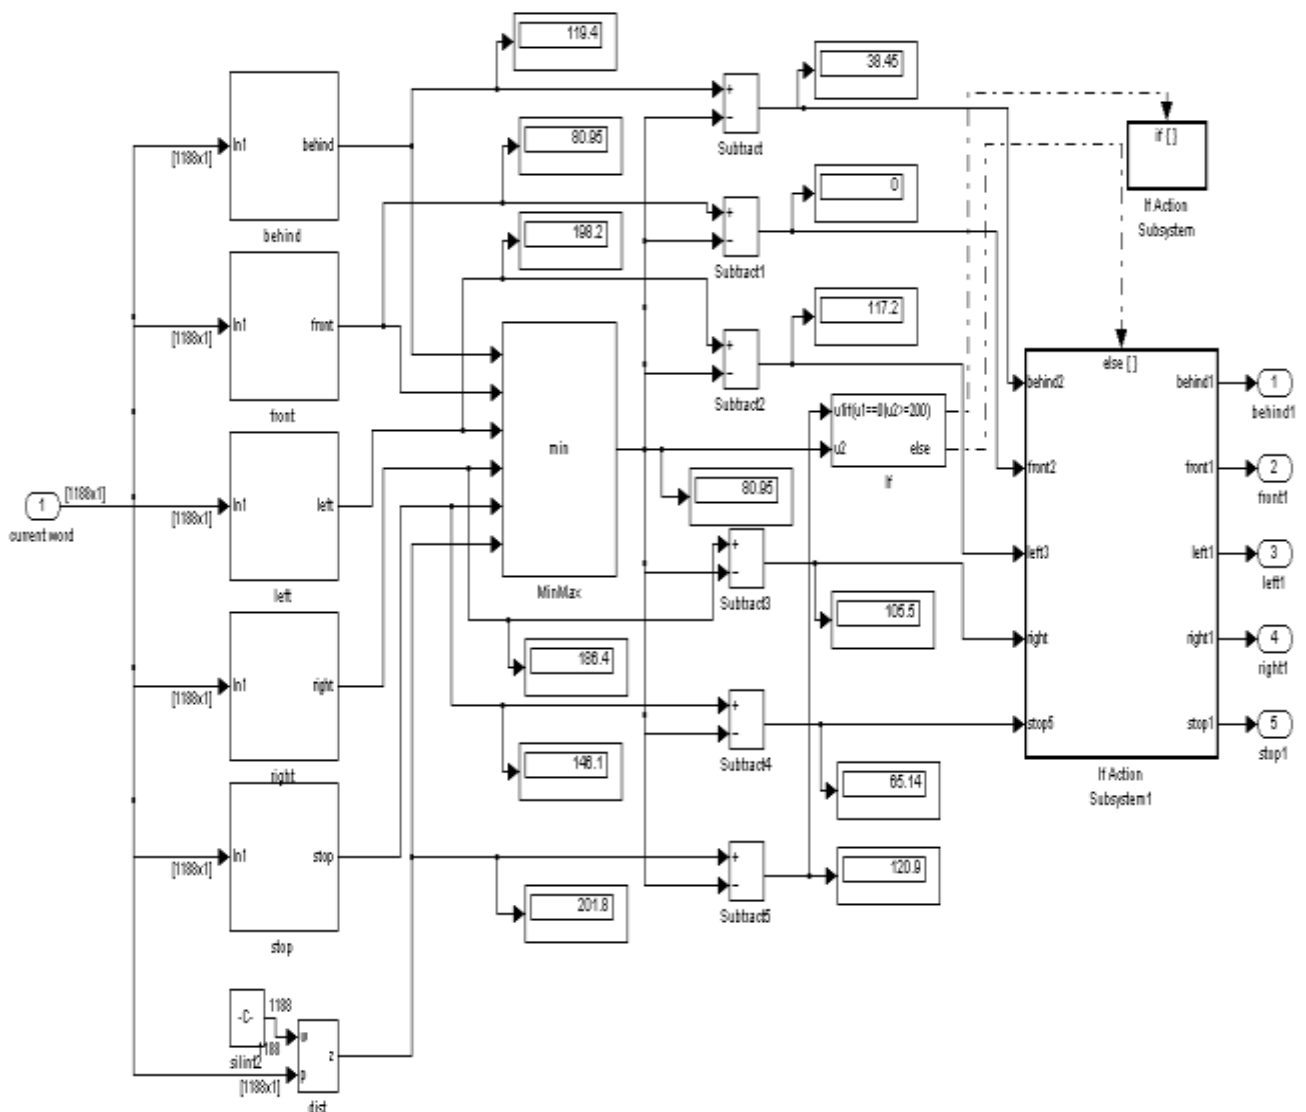 119.4
38.45
In1
behind
[1188x1]
behind
80.95
Subtract
if [ ]
If Action
Subsystem
0
198.2
Subtract1
In1
front
[1188x1]
front
117.2
else [ ]
Subtract2
behind2
behind1
1
behind1
u1
if(u1==0|u2>=200)
u2
else
If
min
MinMax
In1
left
[1188x1]
left
1
[1188x1]
current word
front2
front1
2
front1
80.95
Subtract3
left3
left1
3
left1
105.5
right
right1
4
right1
186.4
In1
right
[1188x1]
right
146.1
Subtract4
stop5
stop1
5
stop1
If Action
Subsystem1
65.14
In1
stop
[1188x1]
stop
120.9
Subtract5
201.8
-C-
1188
silint2
1188
w
z
p
[1188x1]
dist